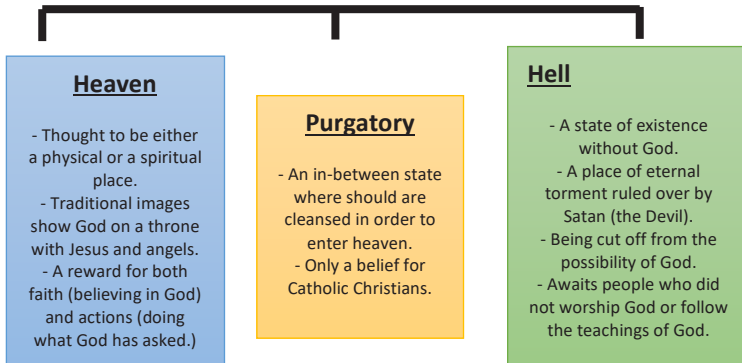 Heaven
- Thought to be either
a physical or a spiritual
place.
- Traditional images
show God on a throne
with Jesus and angels.
- A reward for both
faith (believing in God)
and actions (doing
what God has asked.)
Purgatory
- An in-between state
where should are
cleansed in order to
enter heaven.
- Only a belief for
Catholic Christians.
Hell
- A state of existence
without God.
- A place of eternal
torment ruled over by
Satan (the Devil).
- Being cut off from the
possibility of God.
- Awaits people who did
not worship God or follow
the teachings of God.